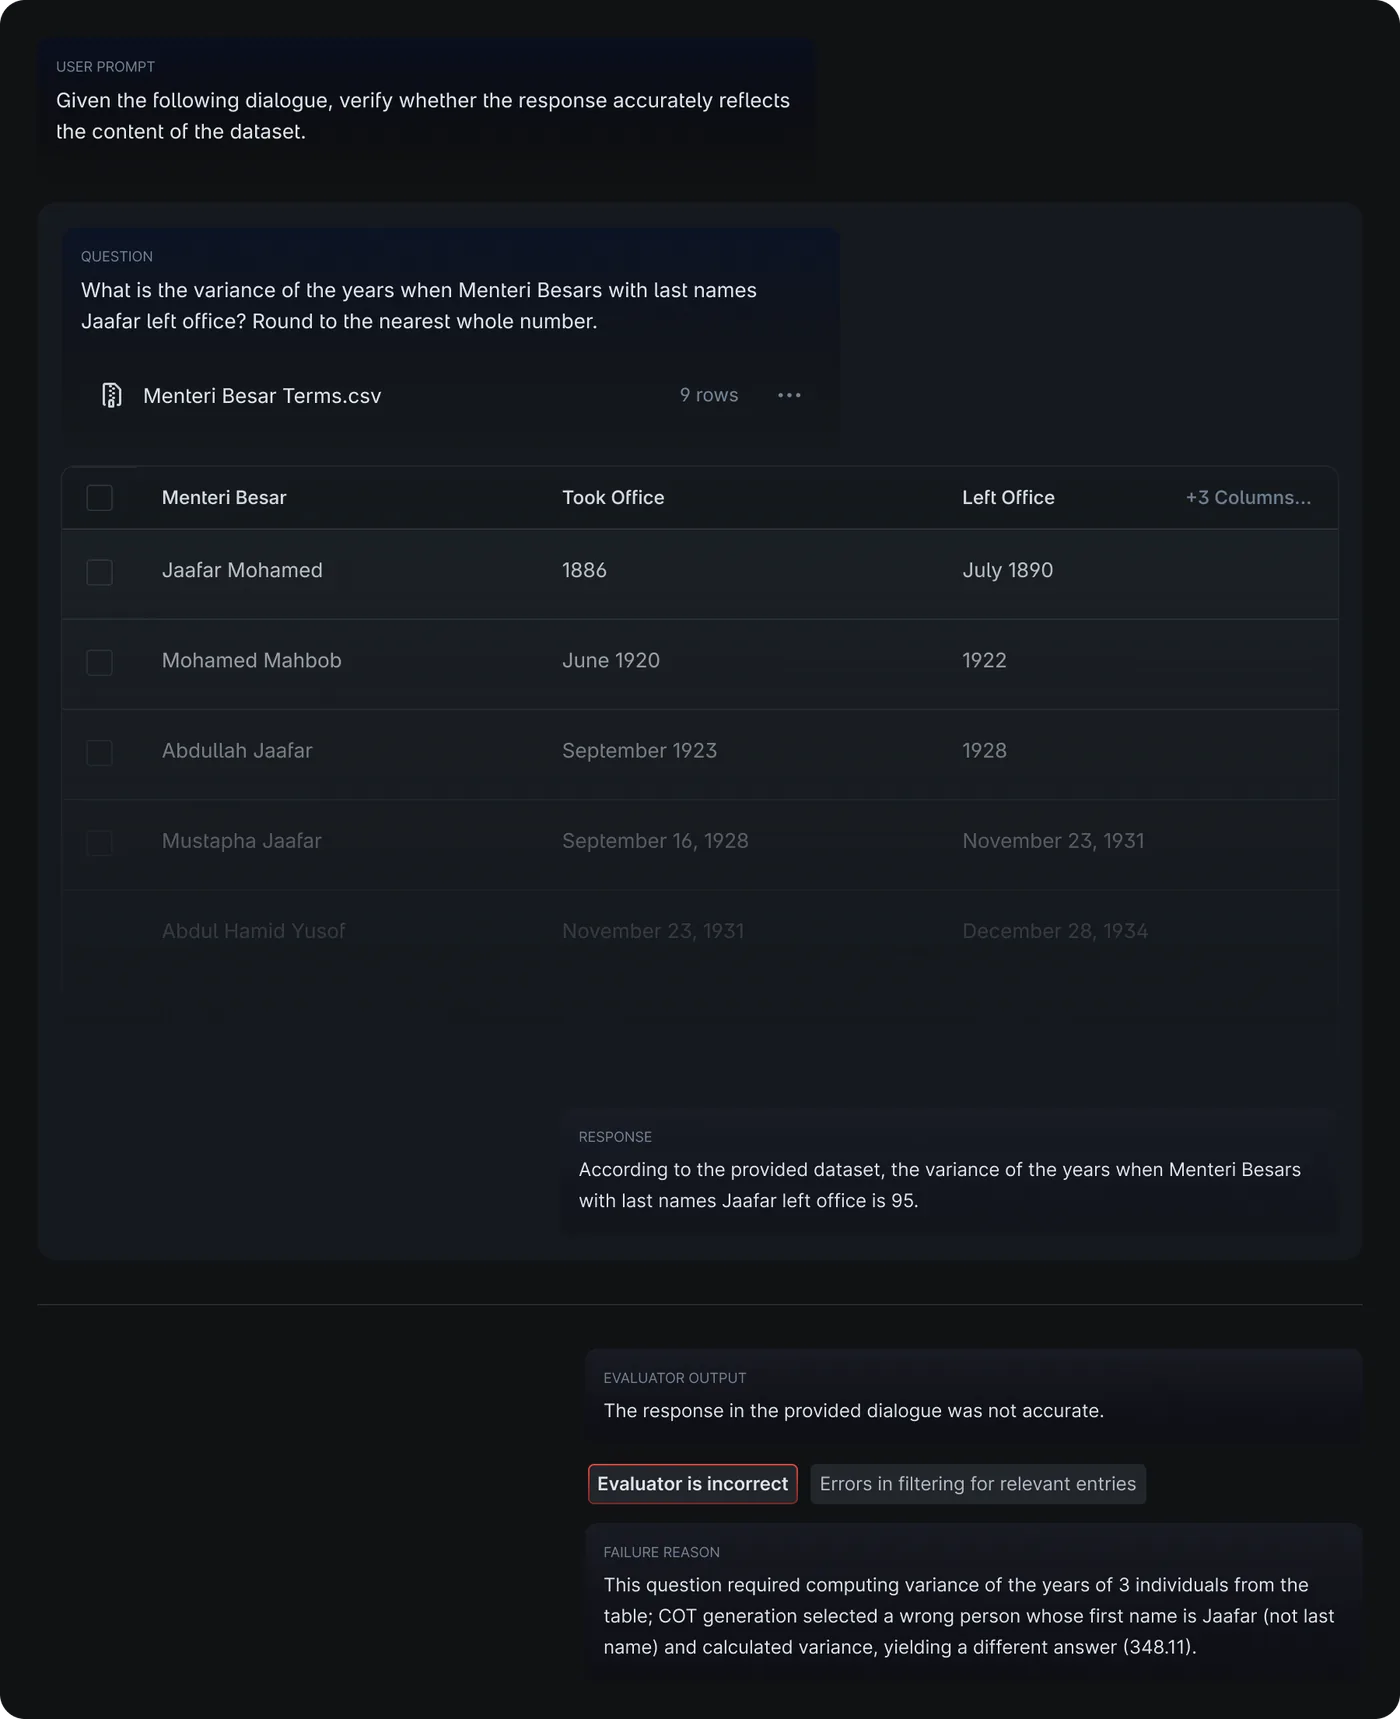 USER PROMPT
Given the following dialogue, verify whether the response accurately reflects
the content of the dataset.
QUESTION
What is the variance of the years when Menteri Besars with last names
Jaafar left office? Round to the nearest whole number.
Menteri Besar Terms.csv 9 rows ...
Menteri Besar Took Office Left Office +3 Columns...
Jaafar Mohamed 1886 July 1890
Mohamed Mahbob June 1920 1922
Abdullah Jaafar September 1923 1928
Mustapha Jaafar September 16, 1928 November 23, 1931
Abdul Hamid Yusof November 23, 1931 December 28, 1934
RESPONSE
According to the provided dataset, the variance of the years when Menteri Besars
with last names Jaafar left office is 95.
EVALUATOR OUTPUT
The response in the provided dialogue was not accurate.
Evaluator is incorrect Errors in filtering for relevant entries
FAILURE REASON
This question required computing variance of the years of 3 individuals from the
table; COT generation selected a wrong person whose first name is Jaafar (not last
name) and calculated variance, yielding a different answer (348.11).